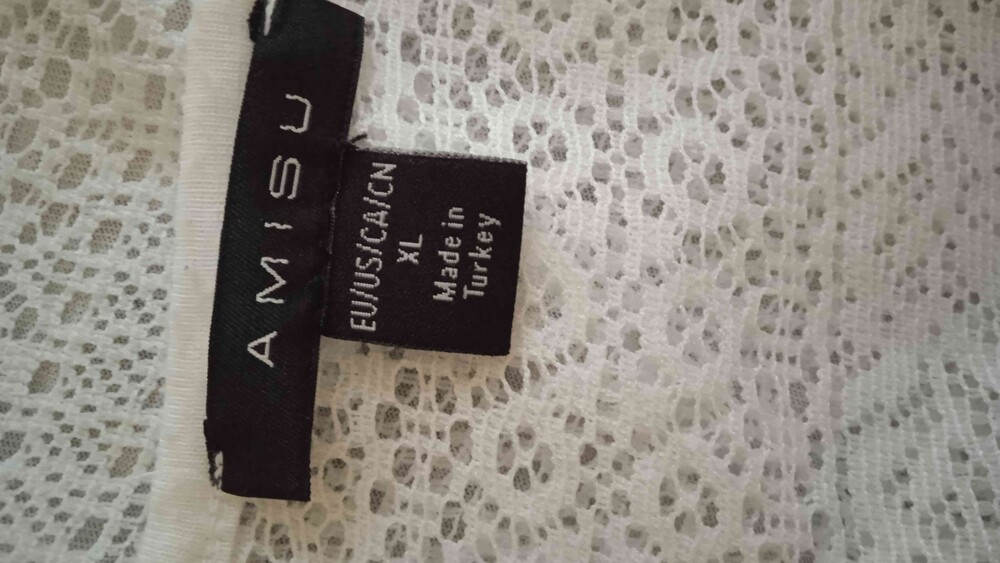 AMISU
EU/US/CA/CN
XL
Made in
Turkey